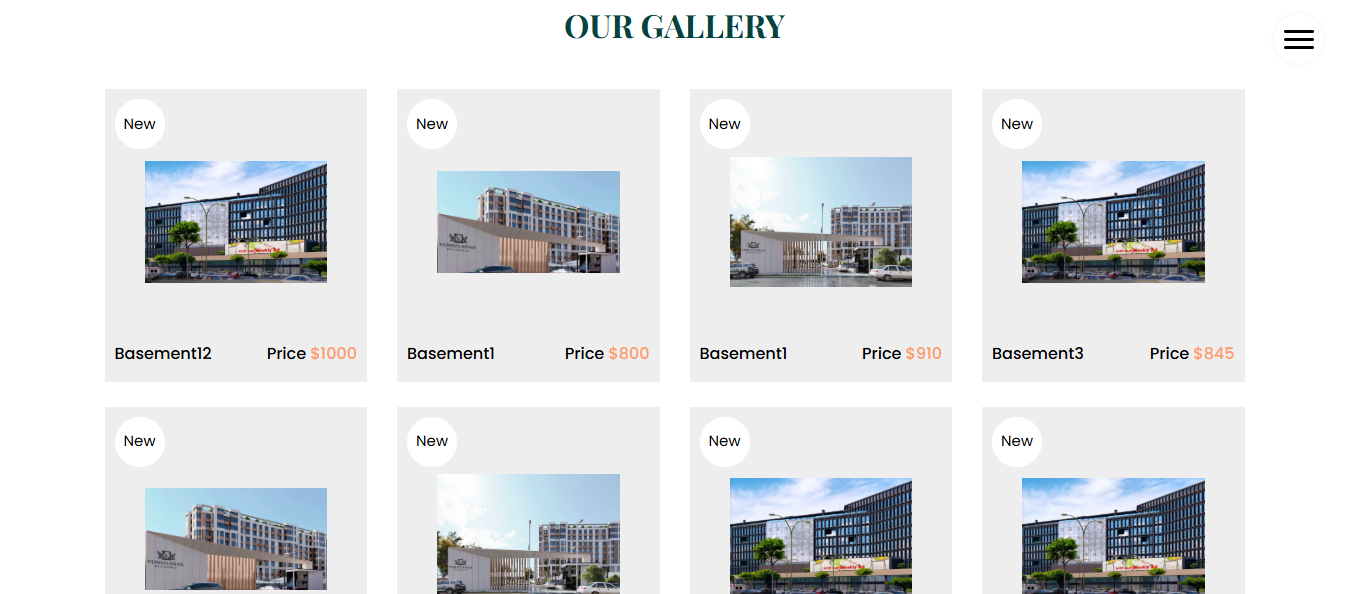 OUR GALLERY
New
New
New
New
Basement12 Price $1000
Basement1 Price $800
Basement1 Price $910
Basement3 Price $845
New
New
New
New